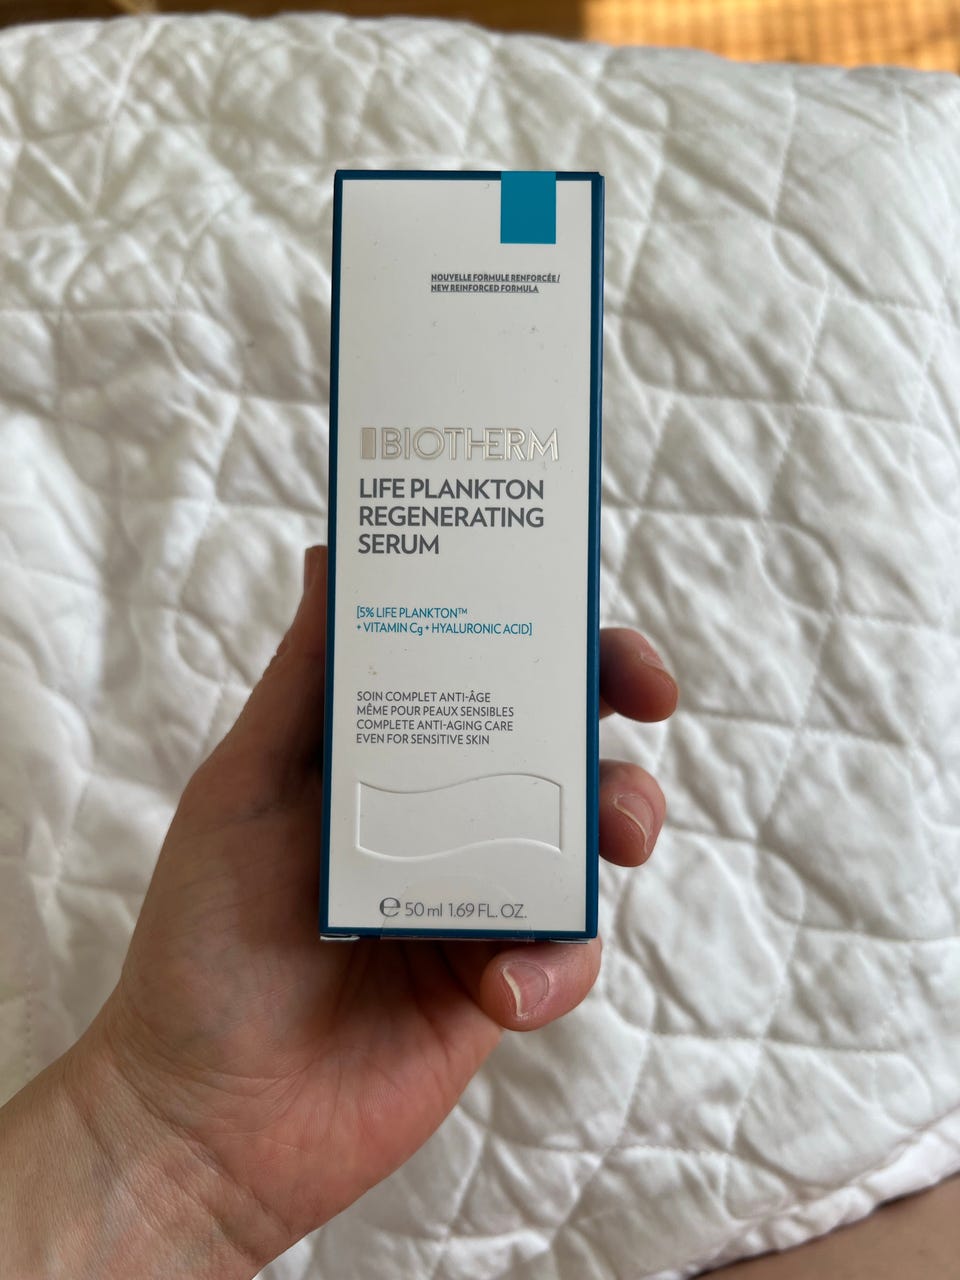 NOUVELLE FORMULE RENFORCÉE/
NEW REINFORCED FORMULA
BIOTHERM
LIFE PLANKTON
REGENERATING
SERUM
[5% LIFE PLANKTON™
+ VITAMIN Cg + HYALURONIC ACID]
SOIN COMPLET ANTI-ÂGE
MÊME POUR PEAUX SENSIBLES
COMPLETE ANTI-AGING CARE
EVEN FOR SENSITIVE SKIN
℮ 50 ml 1.69 FL. OZ.